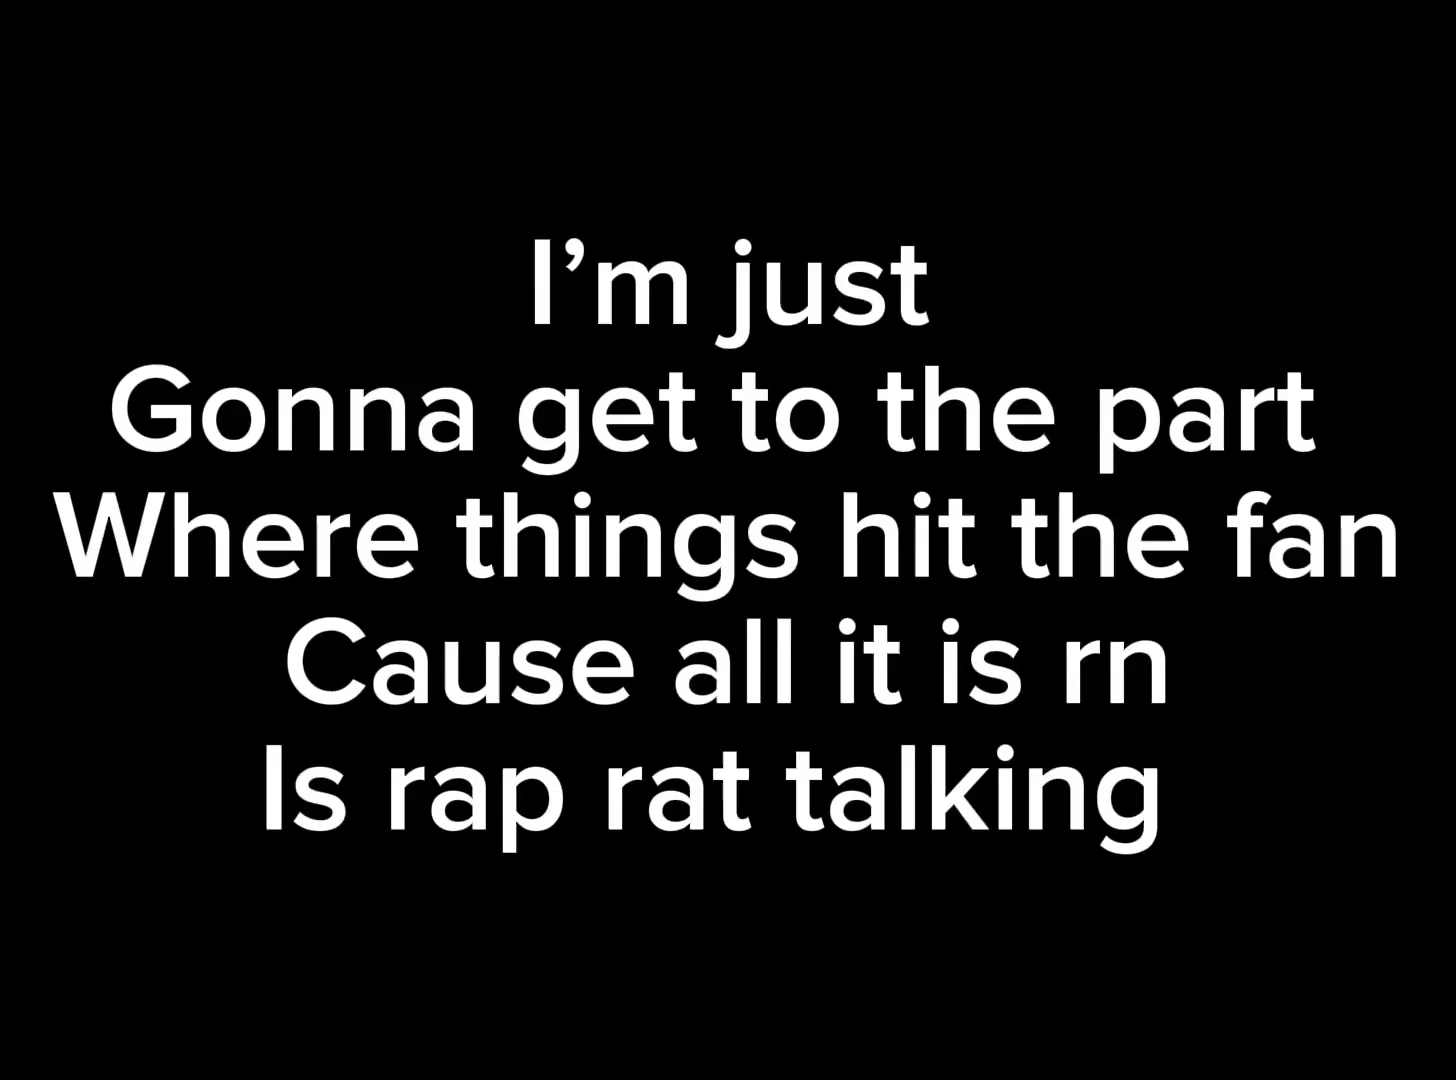 I’m just
Gonna get to the part
Where things hit the fan
Cause all it is rn
Is rap rat talking